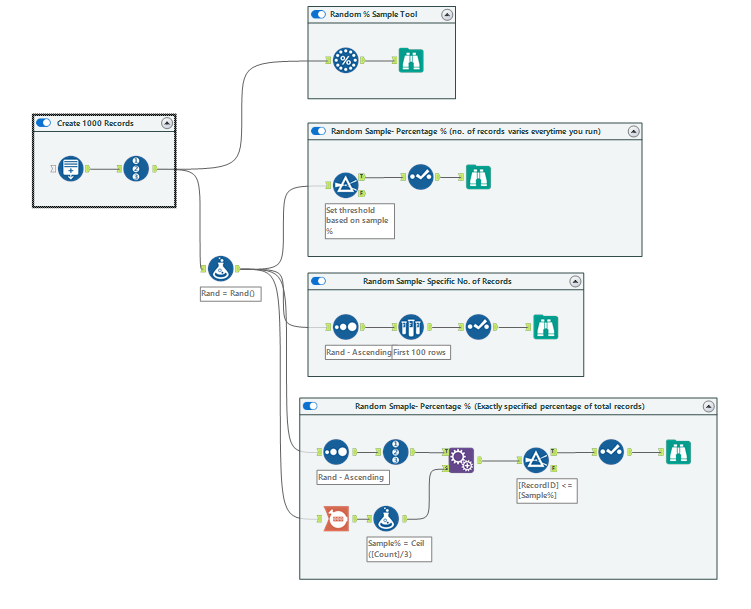 Random % Sample Tool
Create 1000 Records
Random Sample- Percentage % (no. of records varies everytime you run)
Set threshold
based on sample
%
Rand = Rand()
Random Sample- Specific No. of Records
Rand - Ascending
First 100 rows
Random Smaple- Percentage % (Exactly specified percentage of total records)
Rand - Ascending
[RecordID] <=
[Sample%]
Sample% = Ceil
([Count]/3)